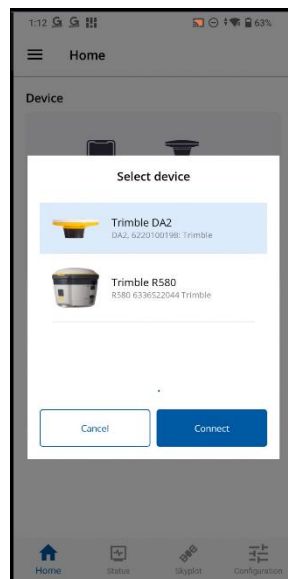 1:12
63%
Home
Device
Select device
Trimble DA2
DA2, 6220100198: Trimble
Trimble R580
R580 6336522044 Trimble
Cancel
Connect
Home
Status
Skyplot
Configuration